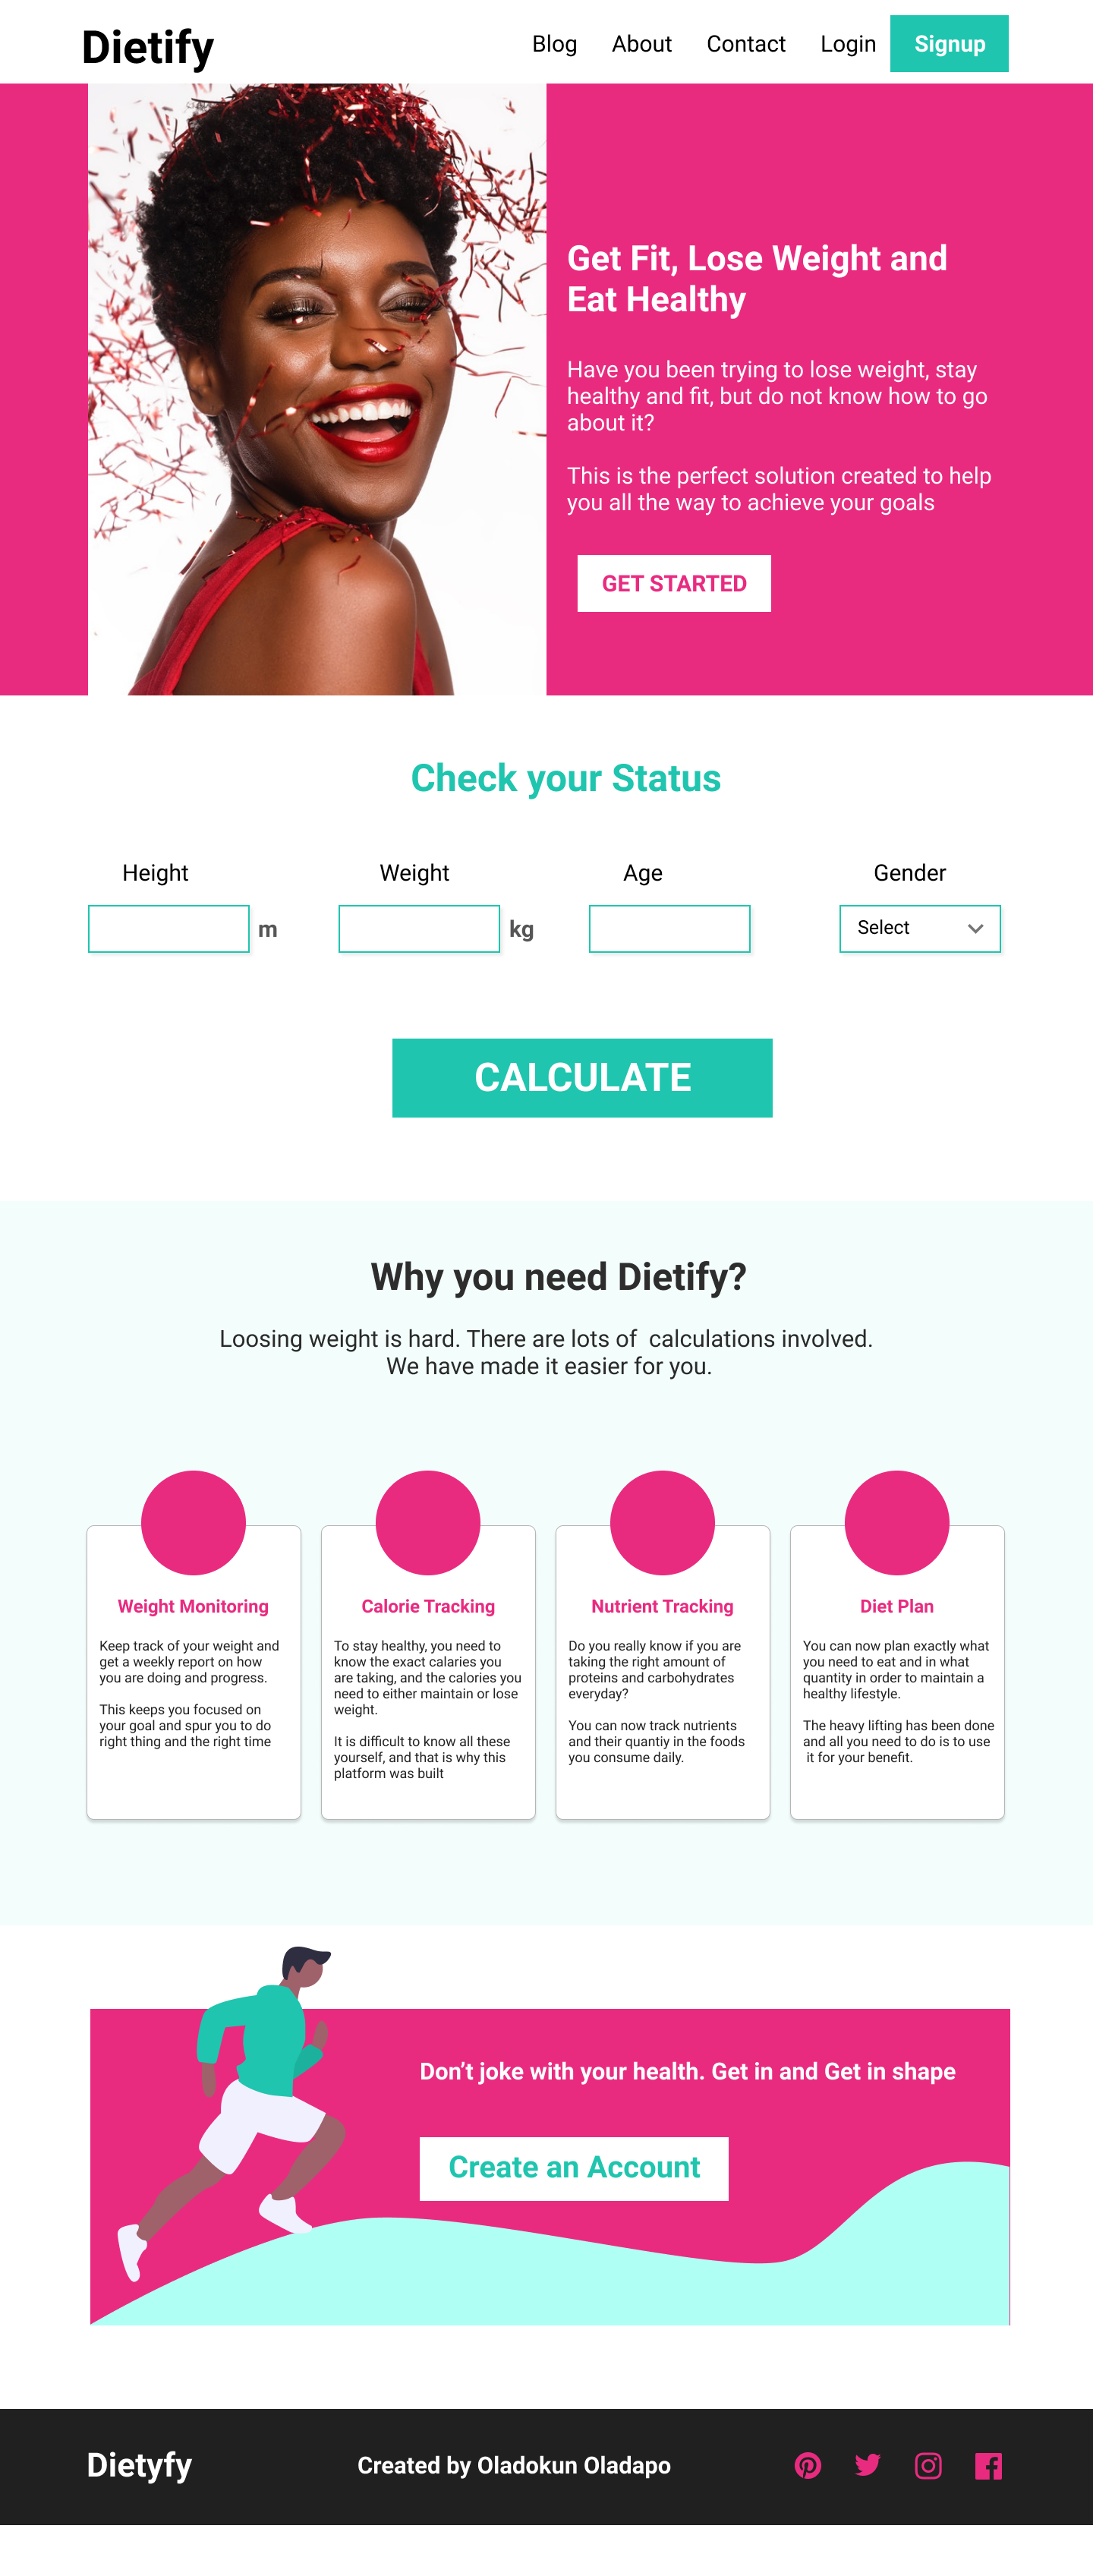 Dietify
Blog About Contact Login Signup
Get Fit, Lose Weight and
Eat Healthy
Have you been trying to lose weight, stay
healthy and fit, but do not know how to go
about it?
This is the perfect solution created to help
you all the way to achieve your goals
GET STARTED
Check your Status
Height
m
Weight
kg
Age
Gender
Select
CALCULATE
Why you need Dietify?
Loosing weight is hard. There are lots of  calculations involved.
We have made it easier for you.
Weight Monitoring
Keep track of your weight and
get a weekly report on how
you are doing and progress.
This keeps you focused on
your goal and spur you to do
right thing and the right time
Calorie Tracking
To stay healthy, you need to
know the exact calaries you
are taking, and the calories you
need to either maintain or lose
weight.
It is difficult to know all these
yourself, and that is why this
platform was built
Nutrient Tracking
Do you really know if you are
taking the right amount of
proteins and carbohydrates
everyday?
You can now track nutrients
and their quantiy in the foods
you consume daily.
Diet Plan
You can now plan exactly what
you need to eat and in what
quantity in order to maintain a
healthy lifestyle.
The heavy lifting has been done
and all you need to do is to use
it for your benefit.
Don’t joke with your health. Get in and Get in shape
Create an Account
Dietyfy
Created by Oladokun Oladapo